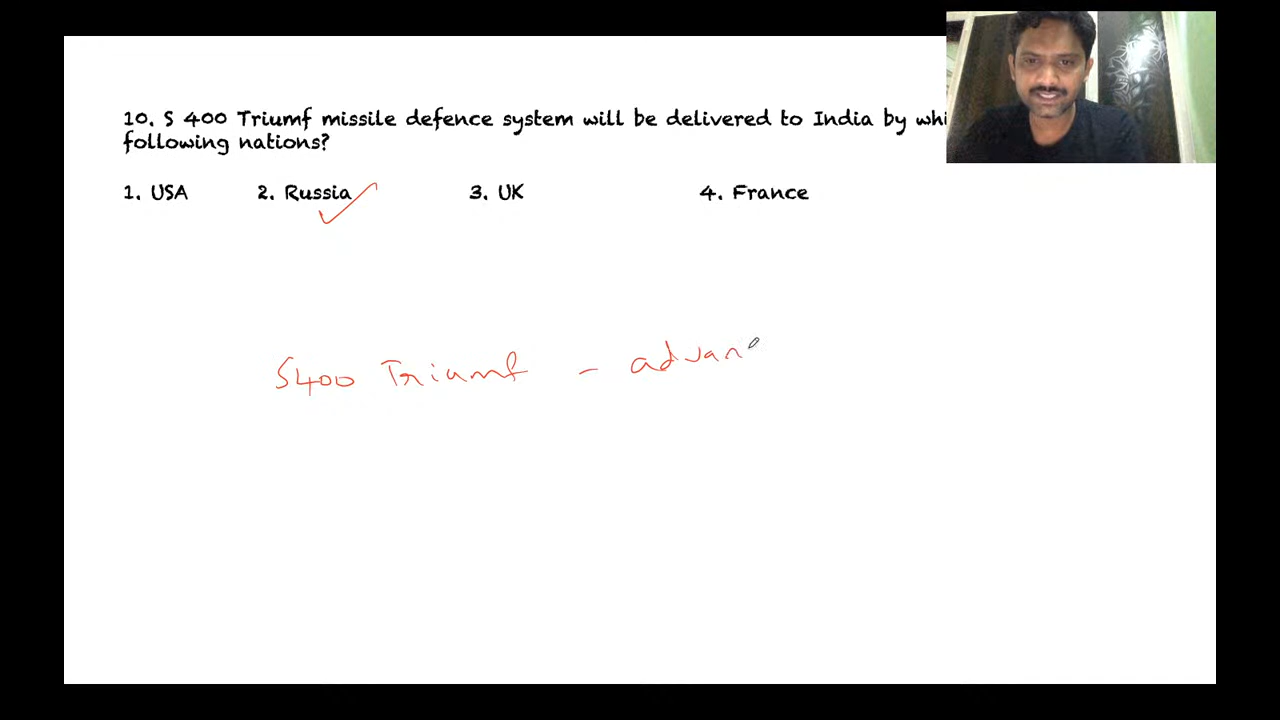 10. S 400 Triumf missile defence system will be delivered to India by whi
following nations?
1. USA 2. Russia 3. UK 4. France
S400 Triumf - advan